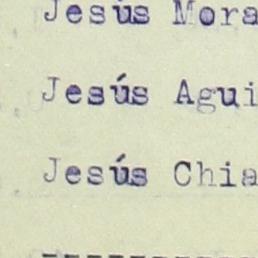 Jesús Mora
Jesús Agui
Jesús Chia
----------